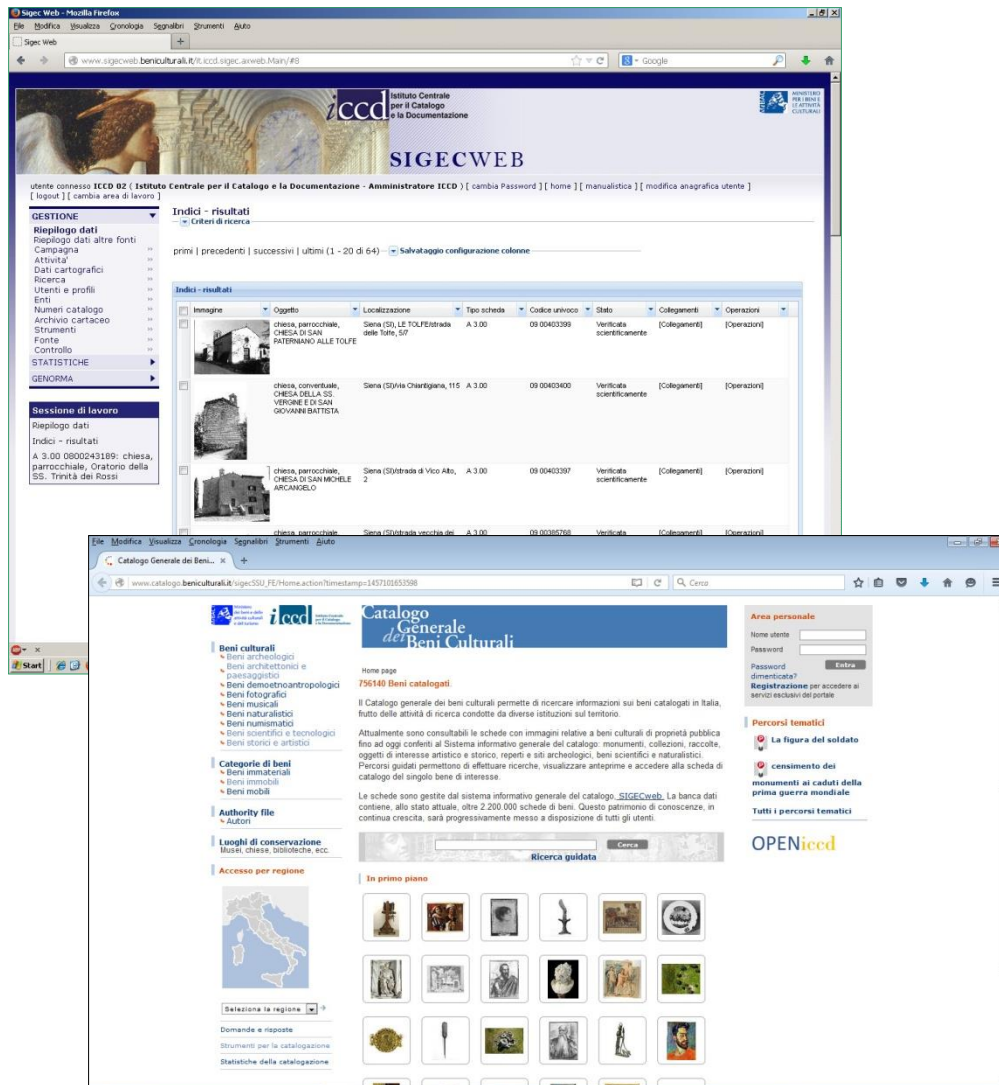 Sigec Web - Mozilla Firefox
File Modifica Visualizza Cronologia Segnalibri Strumenti Aiuto
Sigec Web
www.sigecweb.beniculturali.it/it.iccd.sigec.axweb.Main/#8
Google
iccd Istituto Centrale
per il Catalogo
e la Documentazione
MINISTERO
PER I BENI E
LE ATTIVITÀ
CULTURALI
SIGECWEB
utente connesso ICCD 02 ( Istituto Centrale per il Catalogo e la Documentazione - Amministratore ICCD ) [ cambia Password ] [ home ] [ manualistica ] [ modifica anagrafica utente ]
[ logout ] [ cambia area di lavoro ]
GESTIONE
Riepilogo dati
Riepilogo dati altre fonti
Campagna
Attivita'
Dati cartografici
Ricerca
Utenti e profili
Enti
Numeri catalogo
Archivio cartaceo
Strumenti
Fonte
Controllo
STATISTICHE
GENORMA
Sessione di lavoro
Riepilogo dati
Indici - risultati
A 3.00 0800243189: chiesa,
parrocchiale, Oratorio della
SS. Trinità dei Rossi
Indici - risultati
Criteri di ricerca
primi | precedenti | successivi | ultimi (1 - 20 di 64) Salvataggio configurazione colonne
Indici - risultati
Immagine Oggetto Localizzazione Tipo scheda Codice univoco Stato Collegamenti Operazioni
chiesa, parrocchiale, Siena (SI), LE TOLFE/strada A 3.00 09 00403399 Verificata [Collegamenti] [Operazioni]
CHIESA DI SAN delle Tolfe, 5/7 scientificamente
PATERNIANO ALLE TOLFE
chiesa, conventuale, Siena (SI)/via Chiantigiana, 115 A 3.00 09 00403400 Verificata [Collegamenti] [Operazioni]
CHIESA DELLA SS. scientificamente
VERGINE E DI SAN
GIOVANNI BATTISTA
chiesa, parrocchiale, Siena (SI)/strada di Vico Alto, A 3.00 09 00403397 Verificata [Collegamenti] [Operazioni]
CHIESA DI SAN MICHELE 2 scientificamente
ARCANGELO
chiesa, parrocchiale, Siena (SI)/strada vecchia dei A 3.00 09 00385768 Verificata [Collegamenti] [Operazioni]
Start
File Modifica Visualizza Cronologia Segnalibri Strumenti Aiuto
Catalogo Generale dei Beni...
www.catalogo.beniculturali.it/sigecSSU_FE/Home.action?timestamp=1457101653598
Cerca
iccd
Catalogo
Generale
dei Beni Culturali
Beni culturali
Beni archeologici
Beni architettonici e
paesaggistici
Beni demoetnoantropologici
Beni fotografici
Beni musicali
Beni naturalistici
Beni numismatici
Beni scientifici e tecnologici
Beni storici e artistici
Categorie di beni
Beni immateriali
Beni immobili
Beni mobili
Authority file
Autori
Luoghi di conservazione
Musei, chiese, biblioteche, ecc.
Accesso per regione
Seleziona la regione
Domande e risposte
Strumenti per la catalogazione
Statistiche della catalogazione
Home page
756140 Beni catalogati
Il Catalogo generale dei beni culturali permette di ricercare informazioni sui beni catalogati in Italia,
frutto delle attività di ricerca condotte da diverse istituzioni sul territorio.
Attualmente sono consultabili le schede con immagini relative a beni culturali di proprietà pubblica
fino ad oggi conferiti al Sistema informativo generale del catalogo: monumenti, collezioni, raccolte,
oggetti di interesse artistico e storico, reperti e siti archeologici, beni scientifici e naturalistici.
Percorsi guidati permettono di effettuare ricerche, visualizzare anteprime e accedere alla scheda di
catalogo del singolo bene di interesse.
Le schede sono gestite dal sistema informativo generale del catalogo, SIGECweb. La banca dati
contiene, allo stato attuale, oltre 2.200.000 schede di beni. Questo patrimonio di conoscenze, in
continua crescita, sarà progressivamente messo a disposizione di tutti gli utenti.
Cerca
Ricerca guidata
In primo piano
Area personale
Nome utente
Password
Password Entra
dimenticata?
Registrazione per accedere ai
servizi esclusivi del portale
Percorsi tematici
La figura del soldato
censimento dei
monumenti ai caduti della
prima guerra mondiale
Tutti i percorsi tematici
OPENiccd